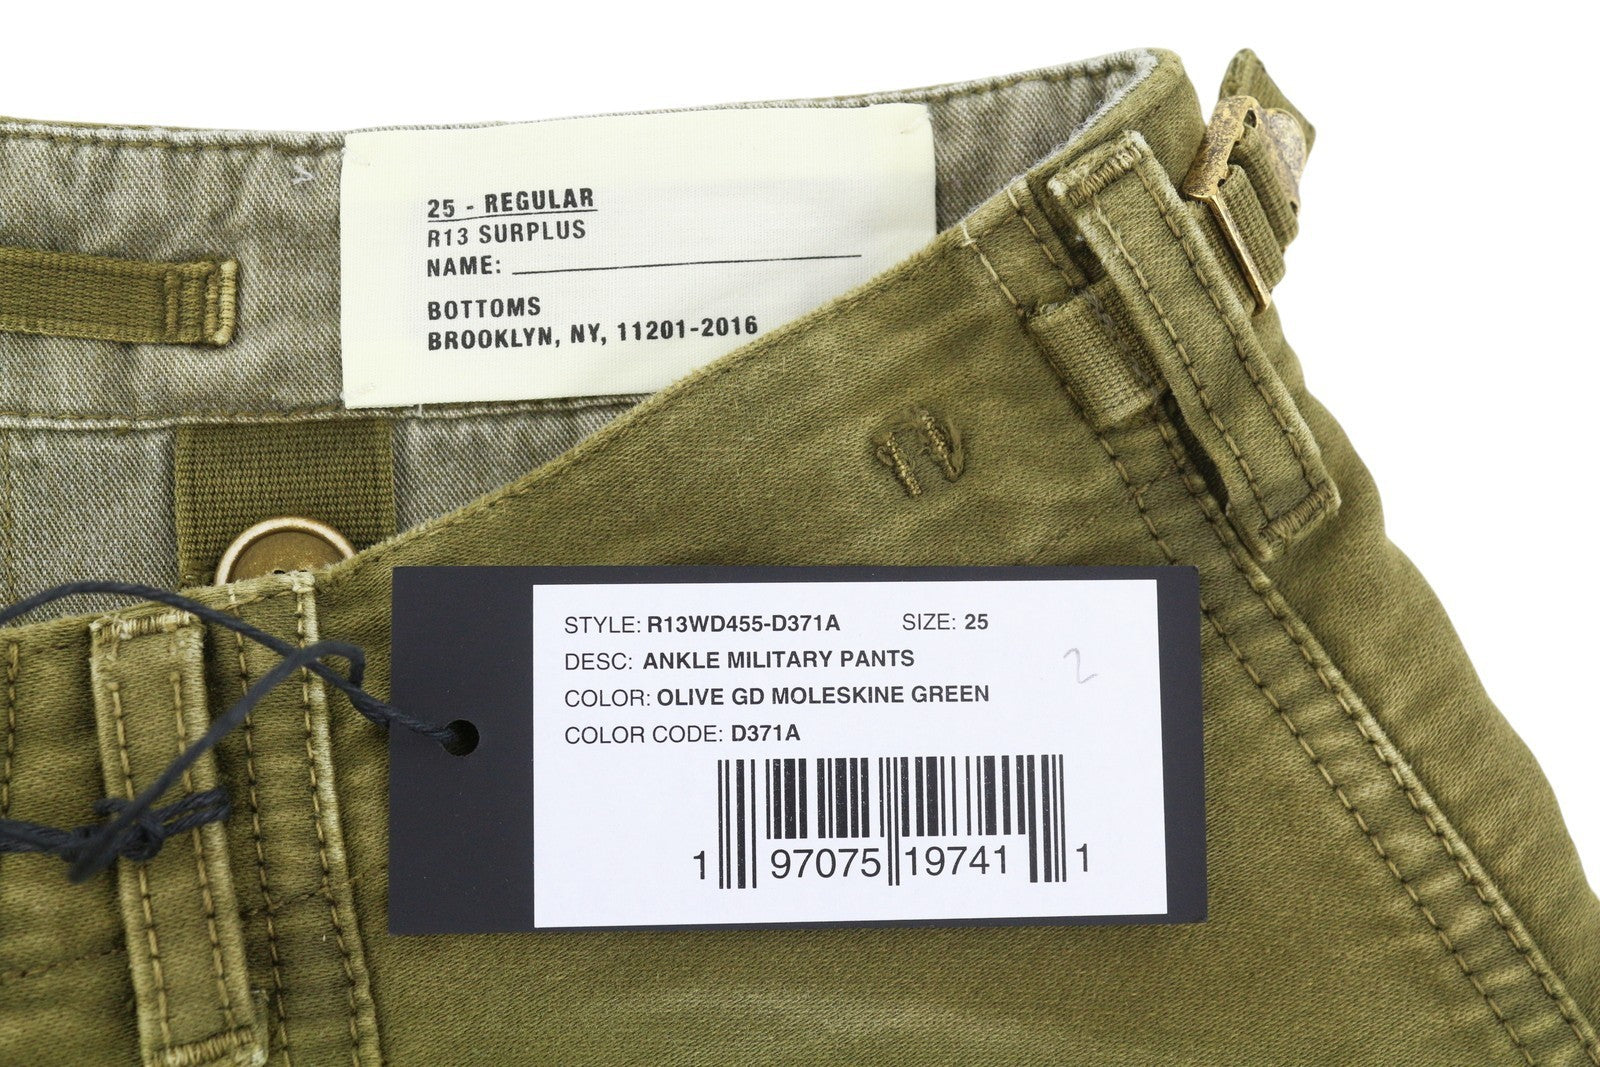 25 - REGULAR
R13 SURPLUS
NAME:
BOTTOMS
BROOKLYN, NY, 11201-2016
STYLE: R13WD455-D371A SIZE: 25
DESC: ANKLE MILITARY PANTS
2
COLOR: OLIVE GD MOLESKINE GREEN
COLOR CODE: D371A
1 97075 19741 1